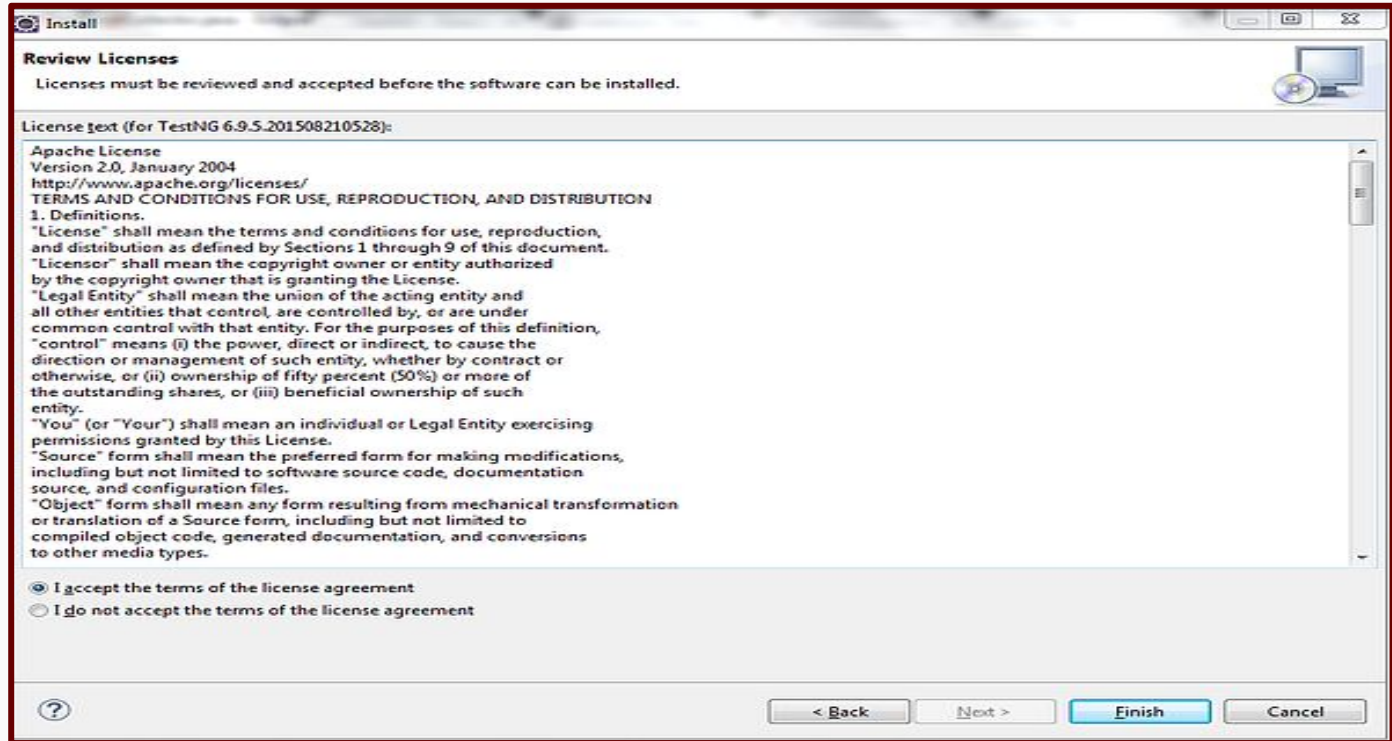 Install
Review Licenses
Licenses must be reviewed and accepted before the software can be installed.
License text (for TestNG 6.9.5.201508210528):
Apache License
Version 2.0, January 2004
http://www.apache.org/licenses/
TERMS AND CONDITIONS FOR USE, REPRODUCTION, AND DISTRIBUTION
1. Definitions.
"License" shall mean the terms and conditions for use, reproduction,
and distribution as defined by Sections 1 through 9 of this document.
"Licensor" shall mean the copyright owner or entity authorized
by the copyright owner that is granting the License.
"Legal Entity" shall mean the union of the acting entity and
all other entities that control, are controlled by, or are under
common control with that entity. For the purposes of this definition,
"control" means (i) the power, direct or indirect, to cause the
direction or management of such entity, whether by contract or
otherwise, or (ii) ownership of fifty percent (50%) or more of
the outstanding shares, or (iii) beneficial ownership of such
entity.
"You" (or "Your") shall mean an individual or Legal Entity exercising
permissions granted by this License.
"Source" form shall mean the preferred form for making modifications,
including but not limited to software source code, documentation
source, and configuration files.
"Object" form shall mean any form resulting from mechanical transformation
or translation of a Source form, including but not limited to
compiled object code, generated documentation, and conversions
to other media types.
I accept the terms of the license agreement
I do not accept the terms of the license agreement
? < Back Next > Finish Cancel